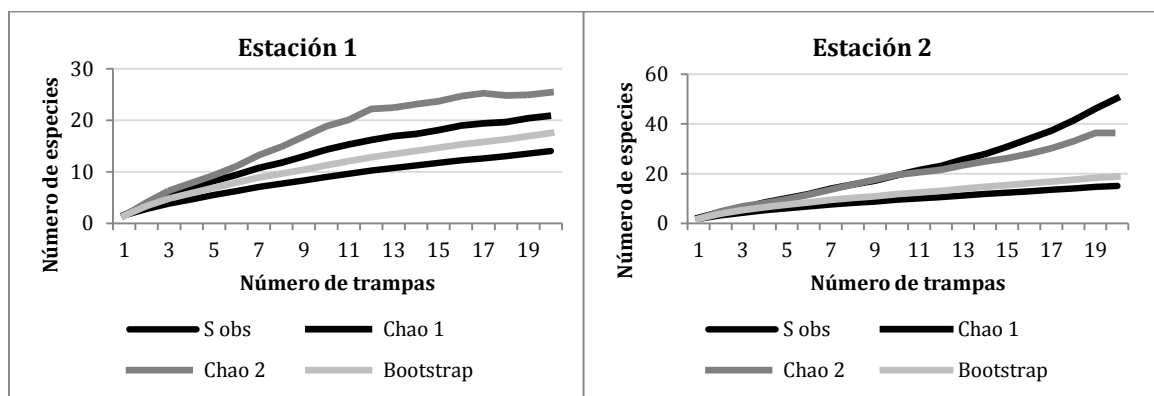 Estación 1
Número de especies
30
20
10
0
1 3 5 7 9 11 13 15 17 19
Número de trampas
S obs Chao 1
Chao 2 Bootstrap
Estación 2
Número de especies
60
40
20
0
1 3 5 7 9 11 13 15 17 19
Número de trampas
S obs Chao 1
Chao 2 Bootstrap